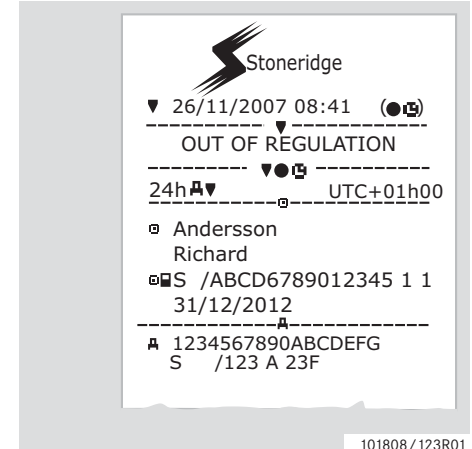 Stoneridge
▼ 26/11/2007 08:41 (●◷)
OUT OF REGULATION
▼●◷
24h▼ UTC+01h00
Andersson
Richard
S /ABCD6789012345 1 1
31/12/2012
1234567890ABCDEFG
S /123 A 23F
101808/123R01